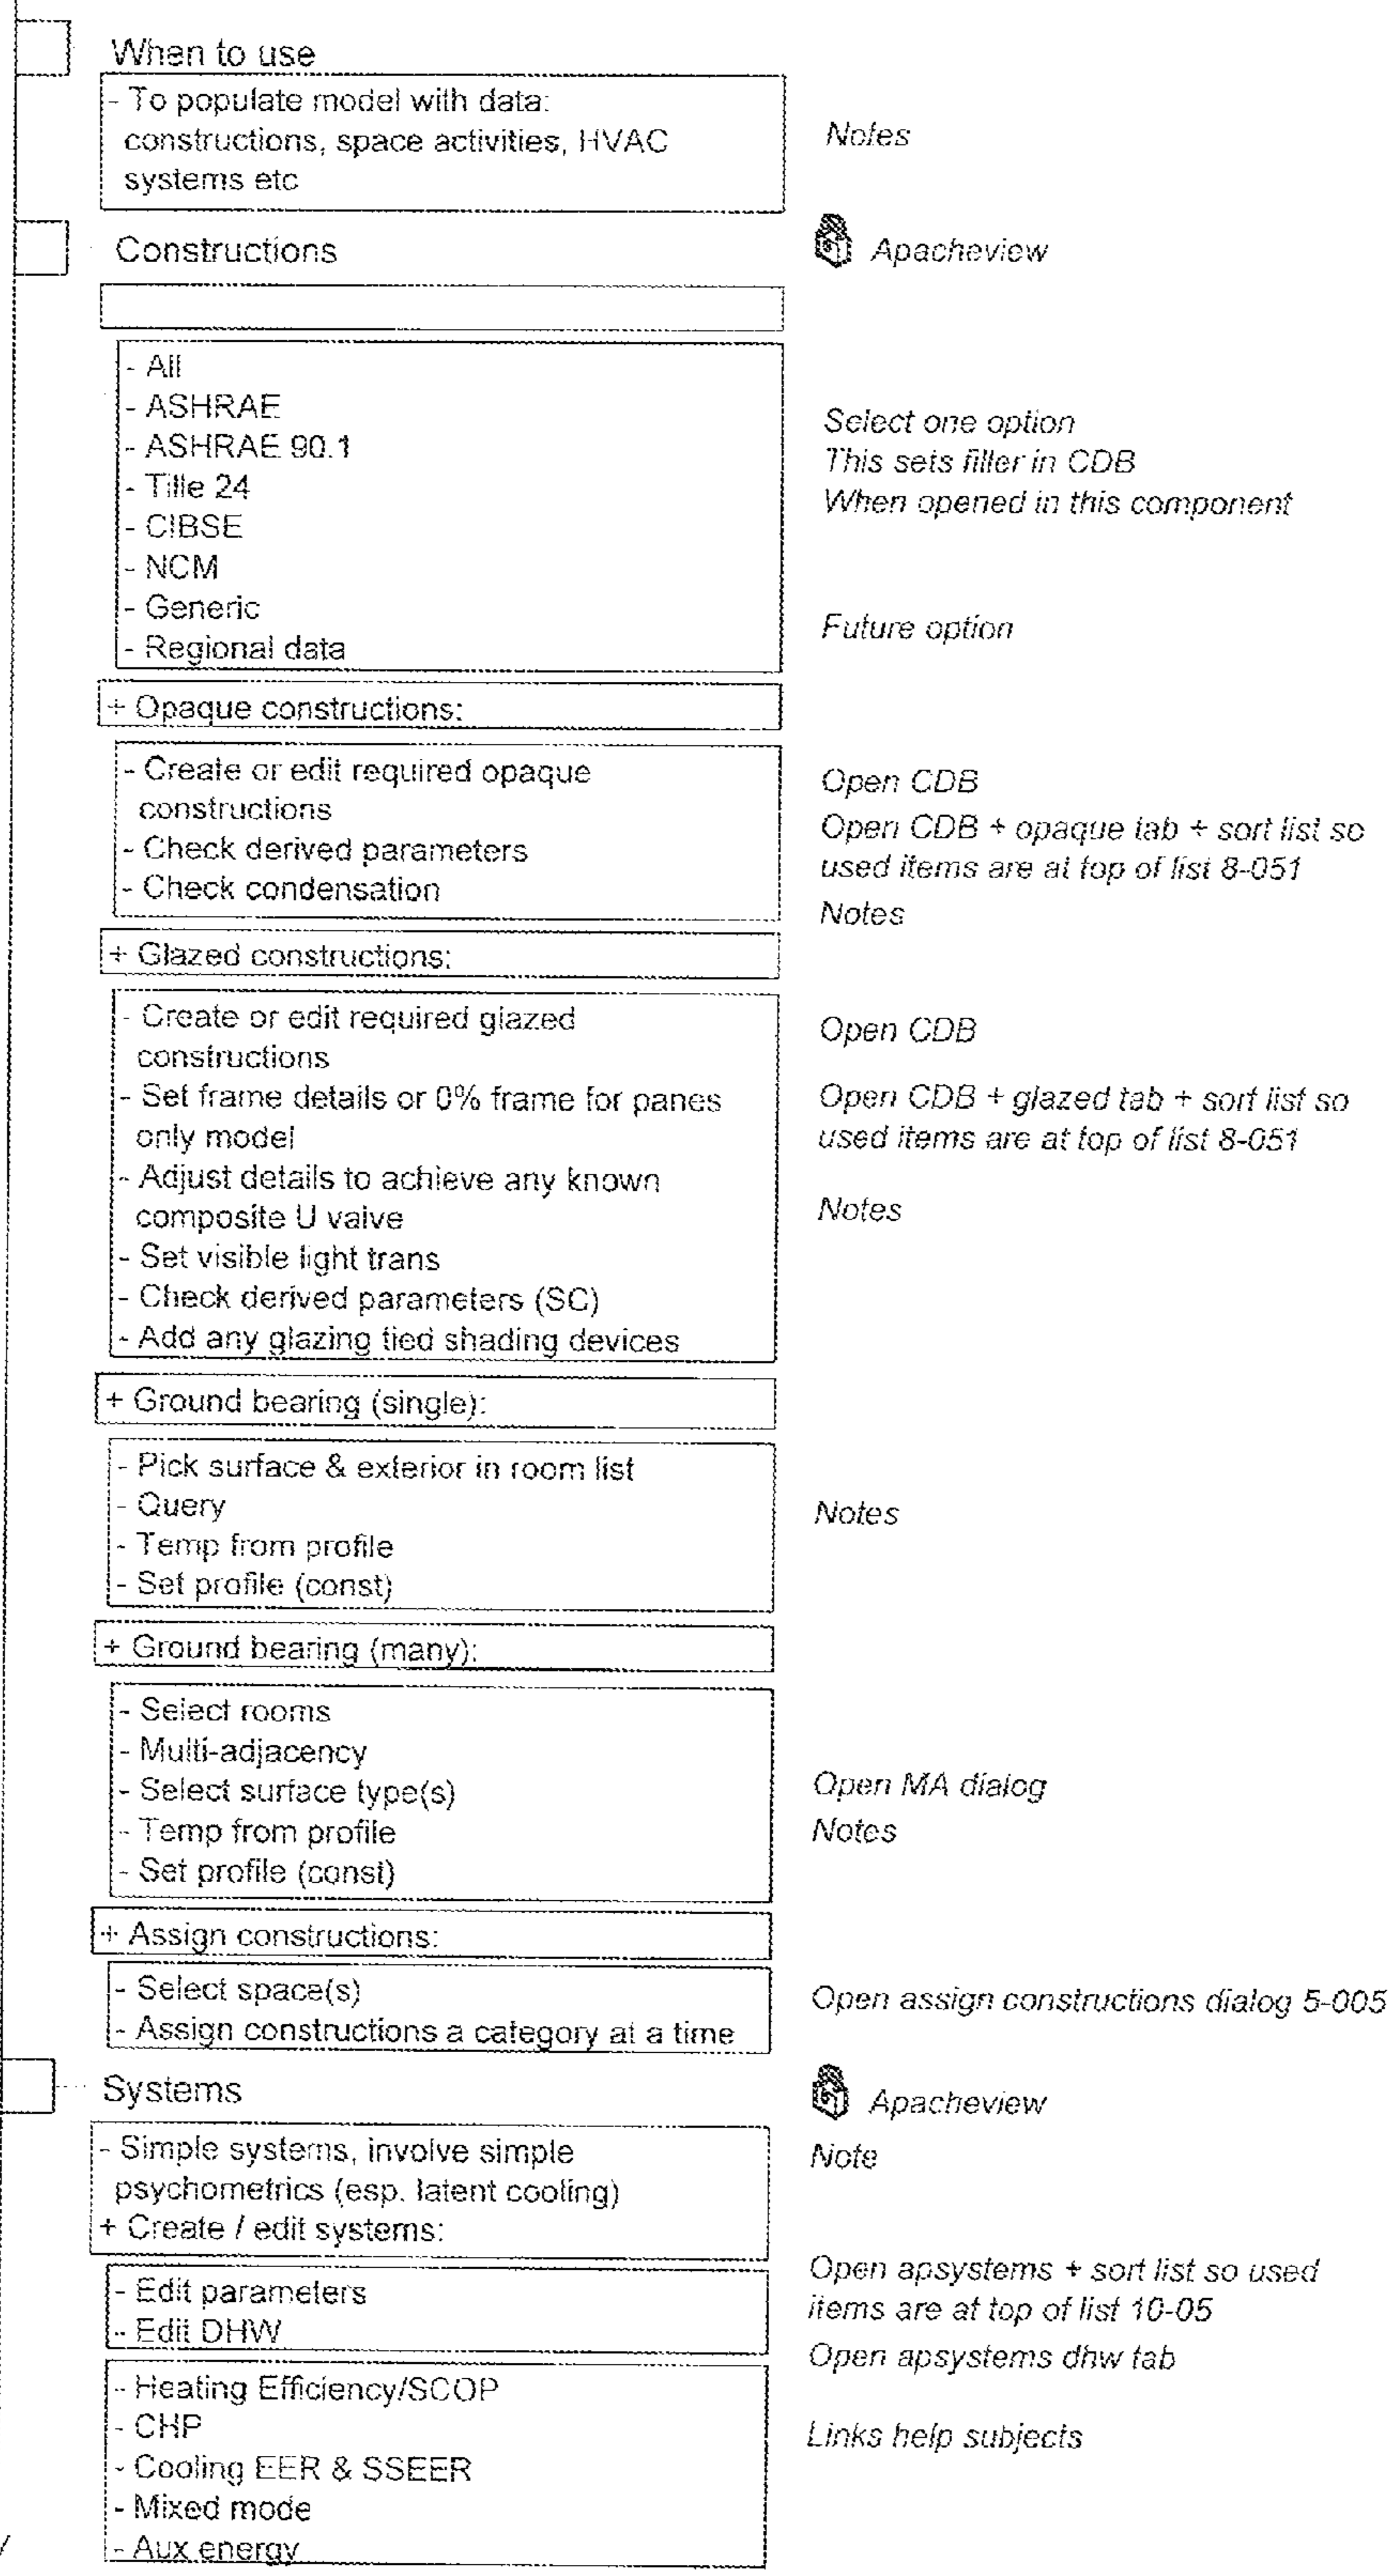 When to use
- To populate model with data:
constructions, space activities, HVAC
systems etc
Notes
Constructions
Apacheview
- All
- ASHRAE
- ASHRAE 90.1
- Title 24
- CIBSE
- NCM
- Generic
- Regional data
Select one option
This sets filter in CDB
When opened in this component
Future option
+ Opaque constructions:
- Create or edit required opaque
constructions
- Check derived parameters
- Check condensation
Open CDB
Open CDB + opaque tab + sort list so
used items are at top of list 8-051
Notes
+ Glazed constructions:
- Create or edit required glazed
constructions
- Set frame details or 0% frame for panes
only model
- Adjust details to achieve any known
composite U valve
- Set visible light trans
- Check derived parameters (SC)
- Add any glazing tied shading devices
Open CDB
Open CDB + glazed tab + sort list so
used items are at top of list 8-051
Notes
+ Ground bearing (single):
- Pick surface & exterior in room list
- Query
- Temp from profile
- Set profile (const)
Notes
+ Ground bearing (many):
- Select rooms
- Multi-adjacency
- Select surface type(s)
- Temp from profile
- Set profile (const)
Open MA dialog
Notes
+ Assign constructions:
- Select space(s)
- Assign constructions a category at a time
Open assign constructions dialog 5-005
Systems
Apacheview
- Simple systems, involve simple
psychometrics (esp. latent cooling)
+ Create / edit systems:
Note
- Edit parameters
- Edit DHW
Open apsystems + sort list so used
items are at top of list 10-05
Open apsystems dhw tab
- Heating Efficiency/SCOP
- CHP
- Cooling EER & SSEER
- Mixed mode
- Aux energy
Links help subjects